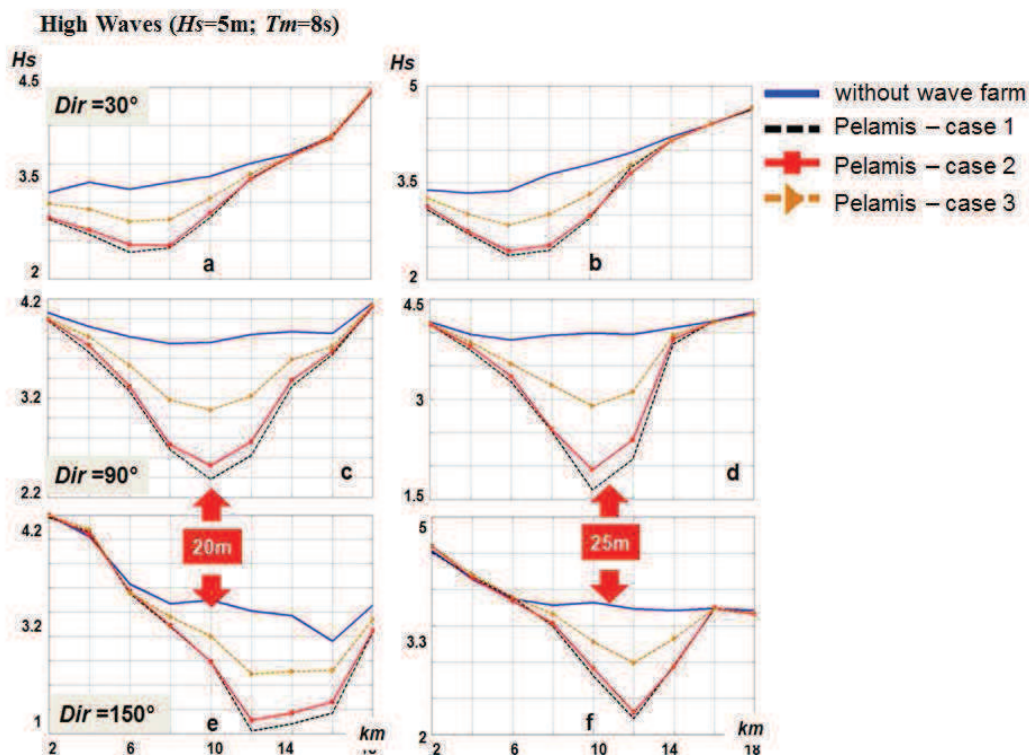 High Waves (Hs=5m; Tm=8s)
Hs
4.5
Dir =30°
3.5
2
a
Hs
5
3.5
2
b
without wave farm
Pelamis – case 1
Pelamis – case 2
Pelamis – case 3
4.2
3.2
2.2
Dir =90°
c
4.5
3
1.5
d
20m
25m
4.2
3.2
1
Dir =150°
e
2 6 10 14
5
3.3
2
f
km
km
2 6 10 14 18